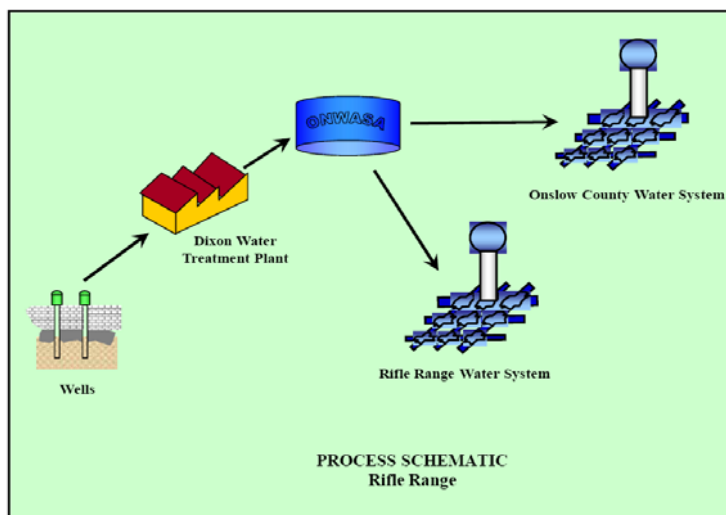 ONWASA
Onslow County Water System
Dixon Water
Treatment Plant
Rifle Range Water System
Wells
PROCESS SCHEMATIC
Rifle Range